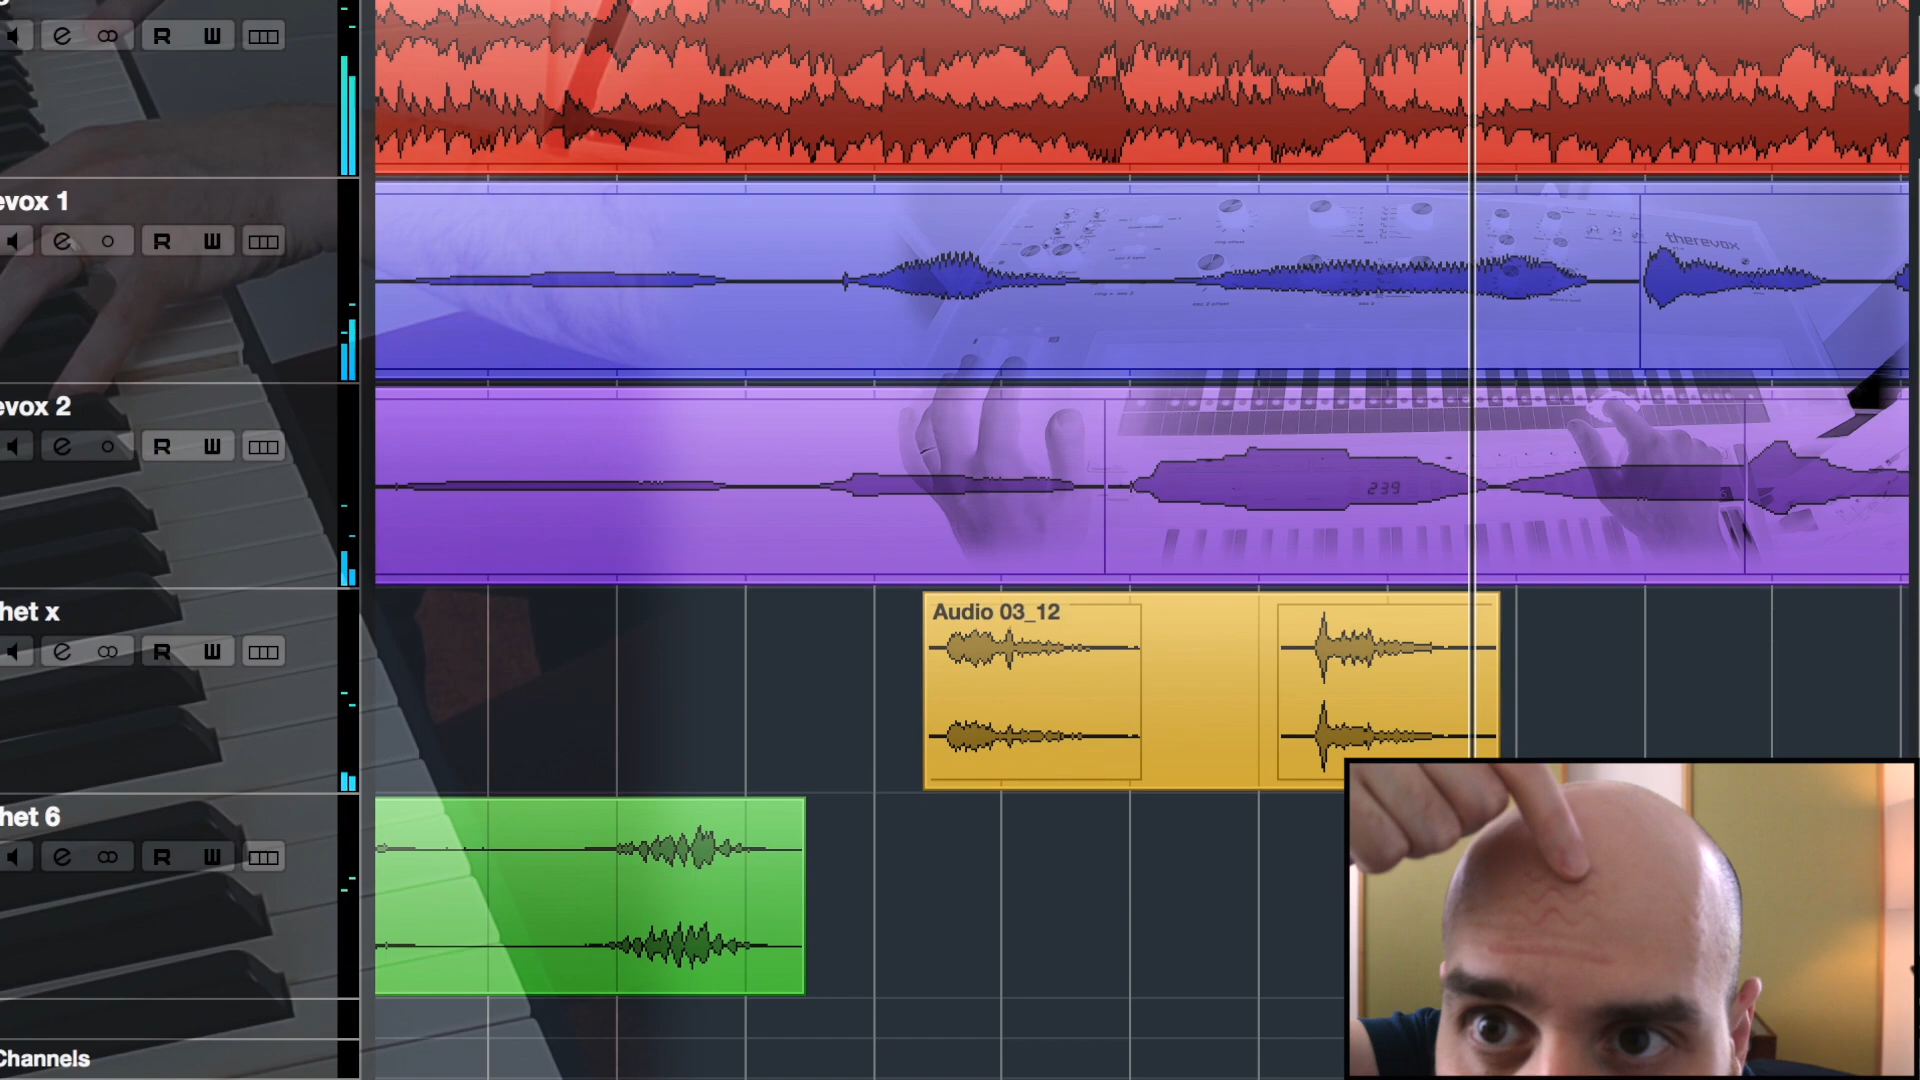 R W
evox 1
R W
therevox
evox 2
R W
239
het x
R W
Audio 03_12
het 6
R W
Channels